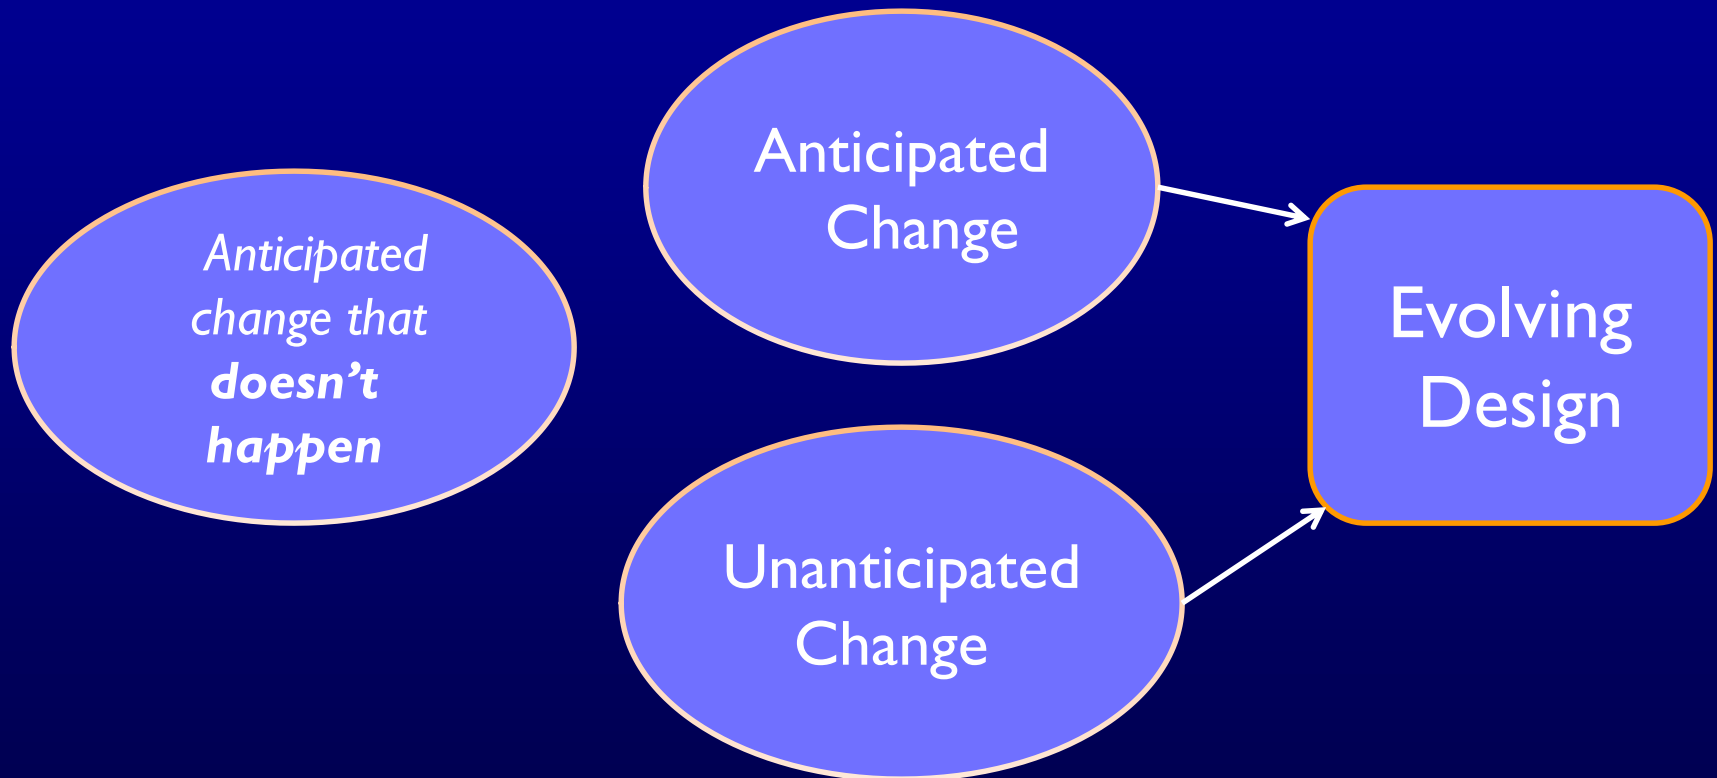 Anticipated
change that
doesn’t
happen
Anticipated
Change
Unanticipated
Change
Evolving
Design